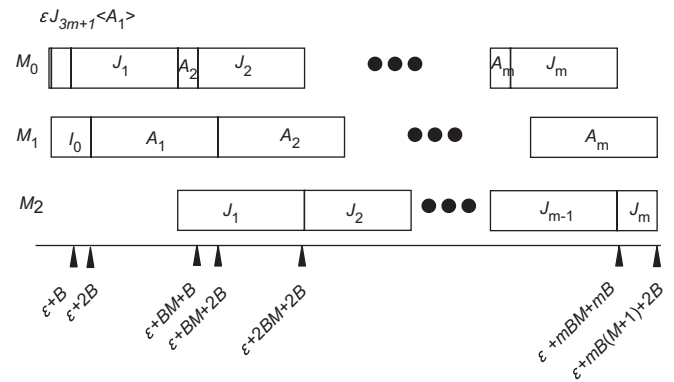 εJ3m+1<A1>
M0 J1 A2 J2 Am Jm
M1 I0 A1 A2 Am
M2 J1 J2 Jm-1 Jm
ε+B
ε+2B
ε+BM+B
ε+BM+2B
ε+2BM+2B
ε+mBM+mB
ε+mB(M+1)+2B